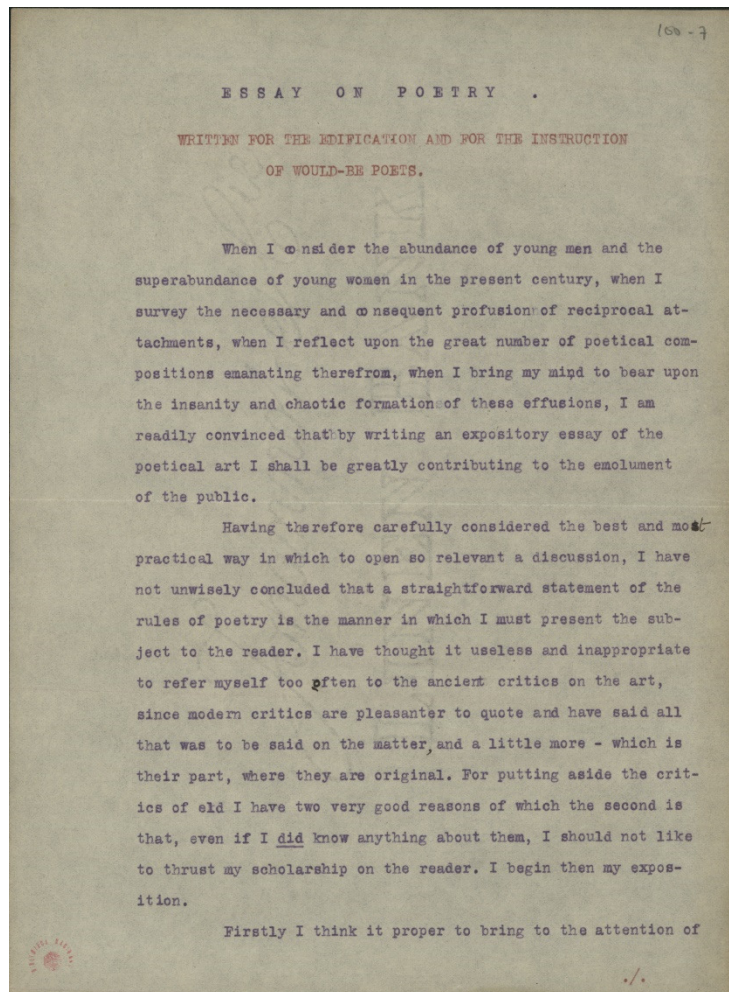 100-7
ESSAY ON POETRY .
WRITTEN FOR THE EDIFICATION AND FOR THE INSTRUCTION
OF WOULD-BE POETS.
When I consider the abundance of young men and the
superabundance of young women in the present century, when I
survey the necessary and consequent profusion of reciprocal at-
tachments, when I reflect upon the great number of poetical com-
positions emanating therefrom, when I bring my mind to bear upon
the insanity and chaotic formation of these effusions, I am
readily convinced that by writing an expository essay of the
poetical art I shall be greatly contributing to the emolument
of the public.
Having therefore carefully considered the best and most
practical way in which to open so relevant a discussion, I have
not unwisely concluded that a straightforward statement of the
rules of poetry is the manner in which I must present the sub-
ject to the reader. I have thought it useless and inappropriate
to refer myself too often to the ancient critics on the art,
since modern critics are pleasanter to quote and have said all
that was to be said on the matter, and a little more - which is
their part, where they are original. For putting aside the crit-
ics of eld I have two very good reasons of which the second is
that, even if I did know anything about them, I should not like
to thrust my scholarship on the reader. I begin then my expos-
ition.
Firstly I think it proper to bring to the attention of
./.